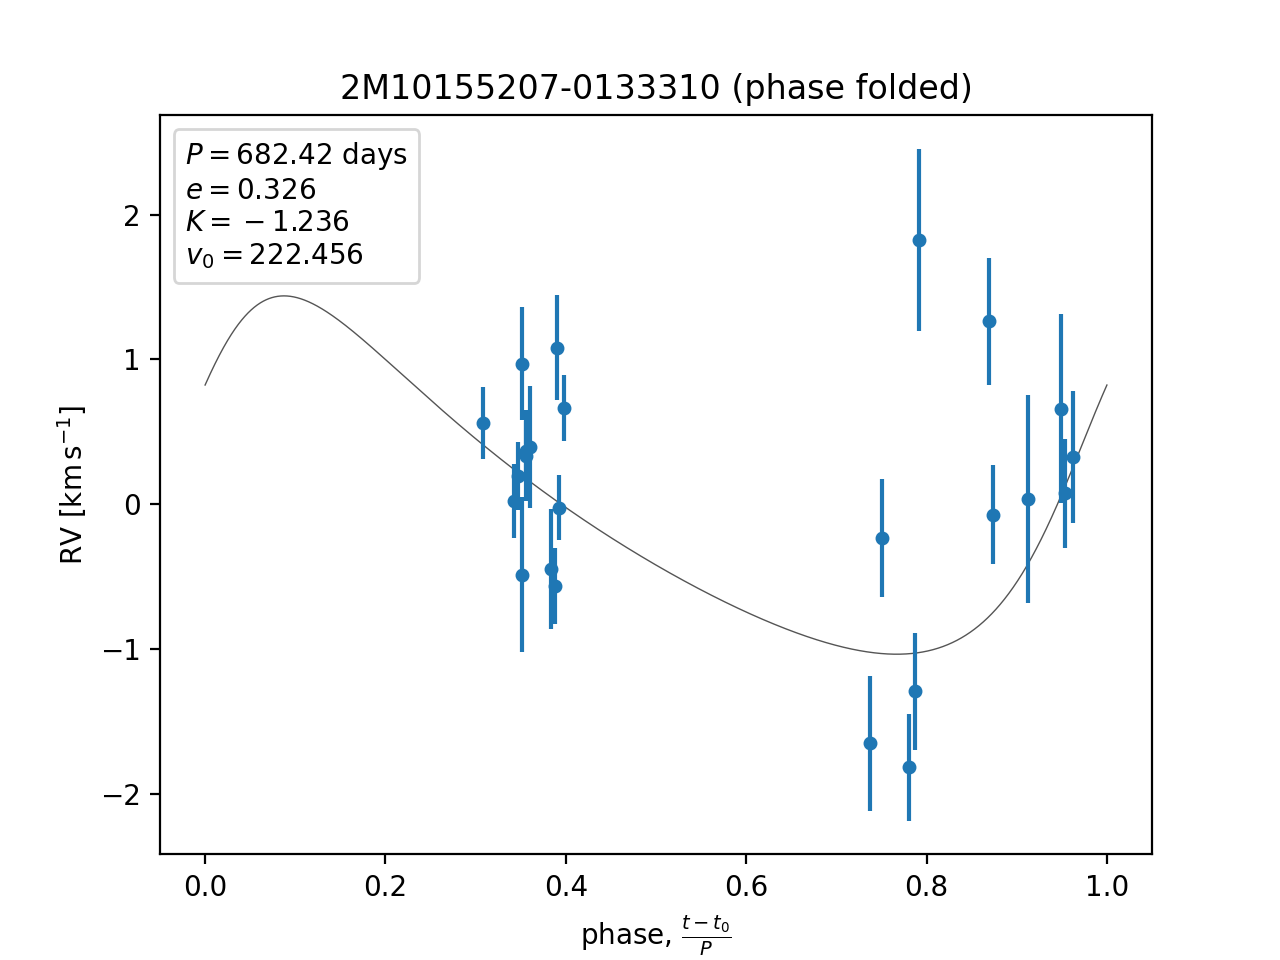 2M10155207-0133310 (phase folded)
P = 682.42 days
e = 0.326
K = −1.236
v₀ = 222.456
RV [km s⁻¹]
2
1
0
−1
−2
0.0 0.2 0.4 0.6 0.8 1.0
phase, (t − t₀)/P